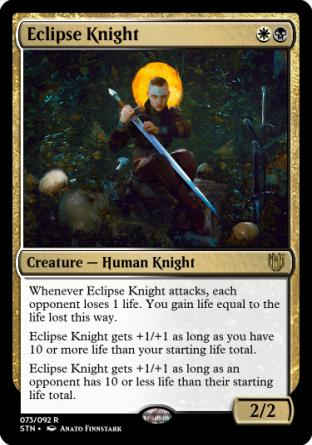 Eclipse Knight
Creature — Human Knight
Whenever Eclipse Knight attacks, each
opponent loses 1 life. You gain life equal to the
life lost this way.
Eclipse Knight gets +1/+1 as long as you have
10 or more life than your starting life total.
Eclipse Knight gets +1/+1 as long as an
opponent has 10 or less life than their starting
life total.
2/2
073/092 R
STN • Anato Finnstark